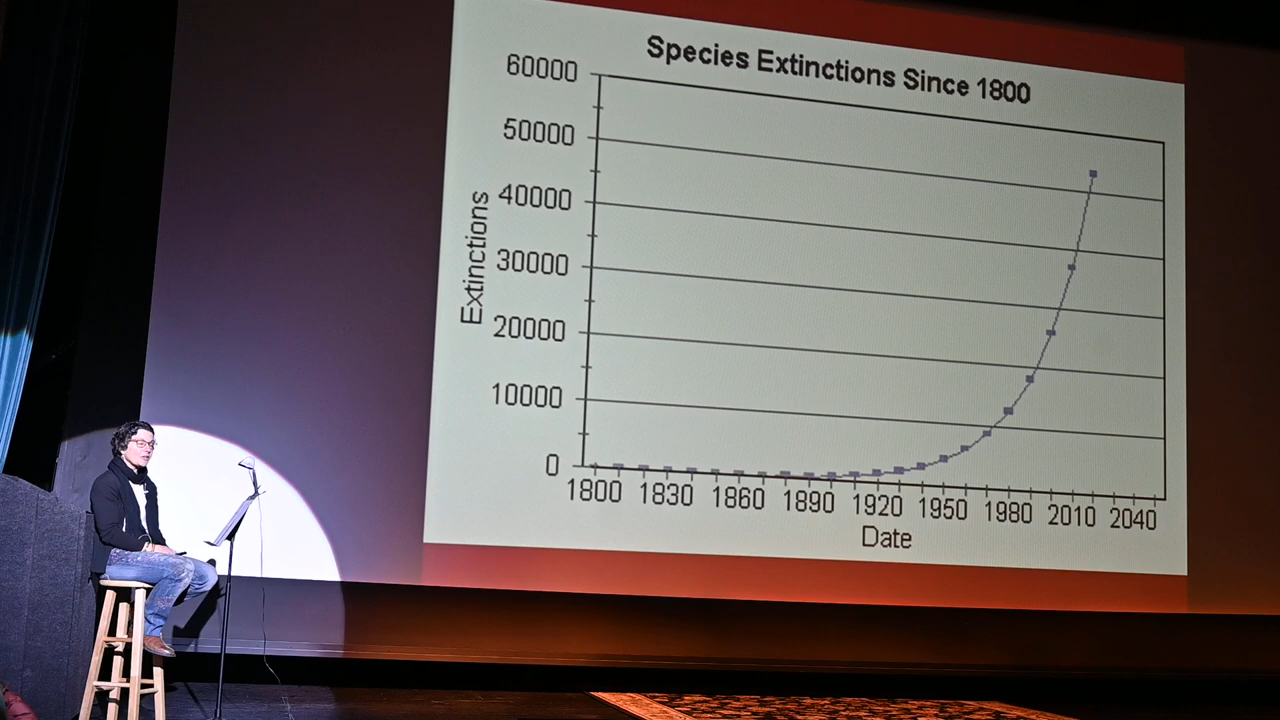 Species Extinctions Since 1800
60000
50000
40000
30000
20000
10000
0
Extinctions
1800 1830 1860 1890 1920 1950 1980 2010 2040
Date